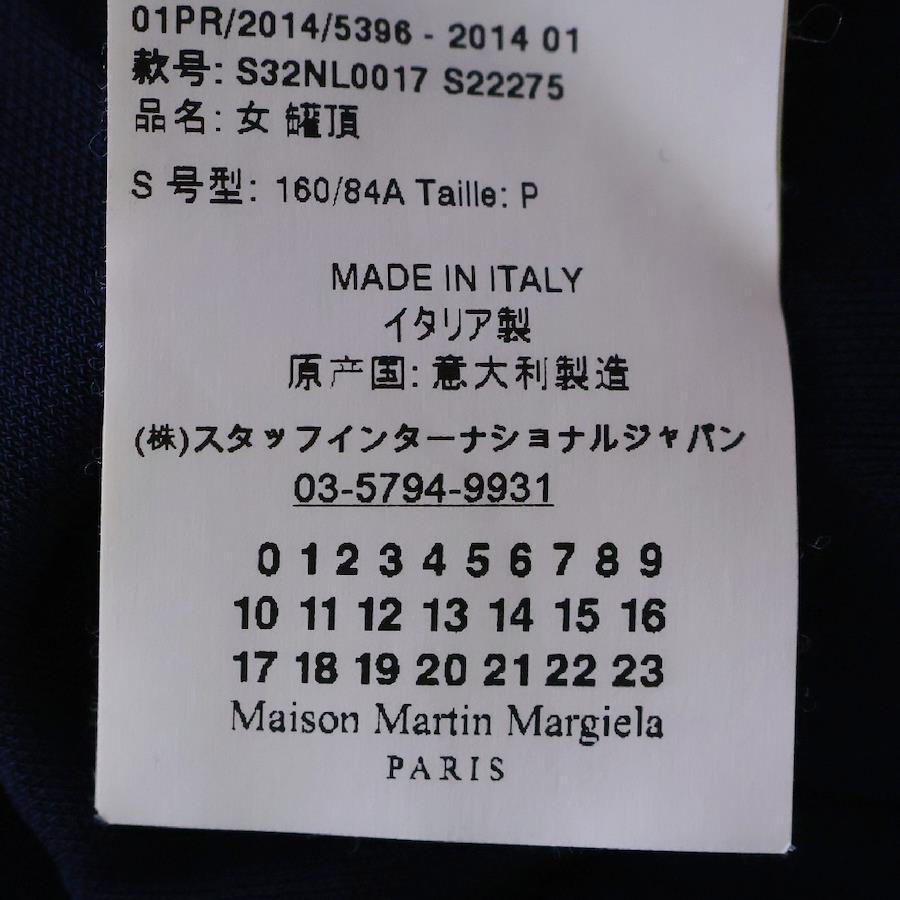 01PR/2014/5396 - 2014 01
款号: S32NL0017 S22275
品名: 女 罐頂
S 号型: 160/84A Taille: P
MADE IN ITALY
イタリア製
原产国: 意大利製造
(株)スタッフインターナショナルジャパン
03-5794-9931
0 1 2 3 4 5 6 7 8 9
10 11 12 13 14 15 16
17 18 19 20 21 22 23
Maison Martin Margiela
PARIS